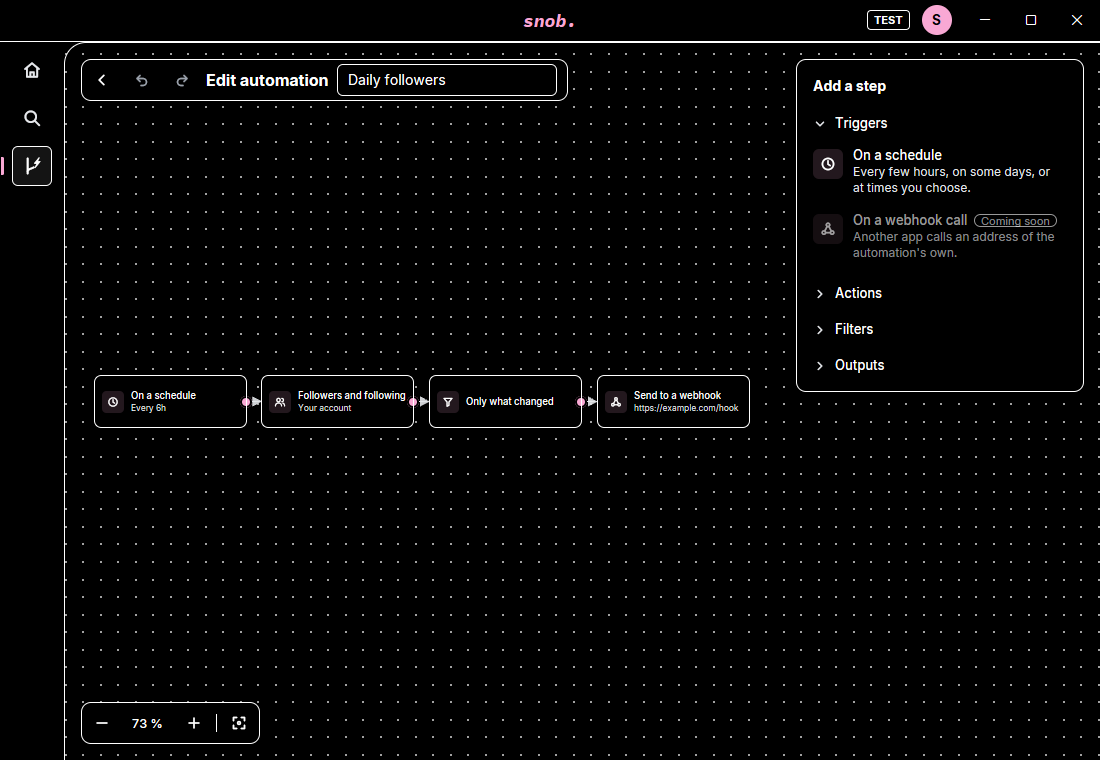 snob.
TEST
S
Edit automation
Daily followers
Add a step
Triggers
On a schedule
Every few hours, on some days, or
at times you choose.
On a webhook call Coming soon
Another app calls an address of the
automation's own.
Actions
Filters
Outputs
On a schedule
Every 6h
Followers and following
Your account
Only what changed
Send to a webhook
https://example.com/hook
73 %